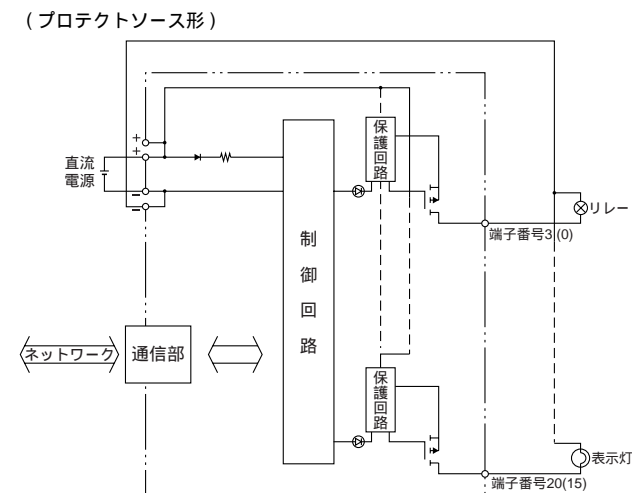 (プロテクトソース形)
+
+
直流
電源
−
−
保護回路
リレー
端子番号3(0)
制御回路
ネットワーク
通信部
保護回路
表示灯
端子番号20(15)